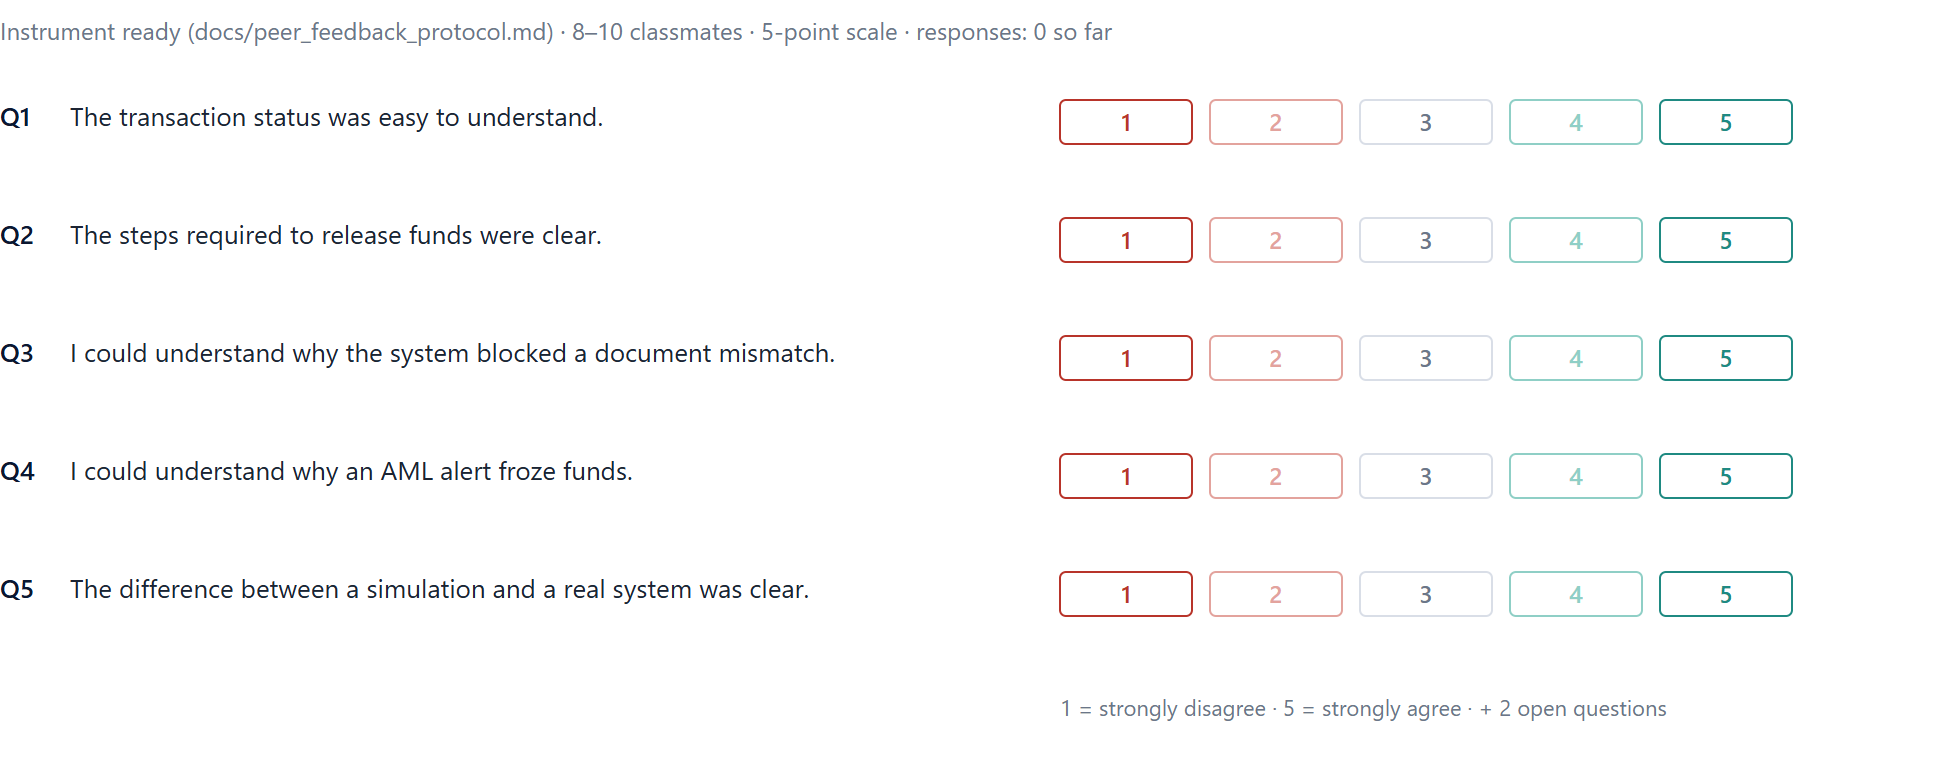 Instrument ready (docs/peer_feedback_protocol.md) · 8–10 classmates · 5-point scale · responses: 0 so far
Q1 The transaction status was easy to understand. 1 2 3 4 5
Q2 The steps required to release funds were clear. 1 2 3 4 5
Q3 I could understand why the system blocked a document mismatch. 1 2 3 4 5
Q4 I could understand why an AML alert froze funds. 1 2 3 4 5
Q5 The difference between a simulation and a real system was clear. 1 2 3 4 5
1 = strongly disagree · 5 = strongly agree · + 2 open questions